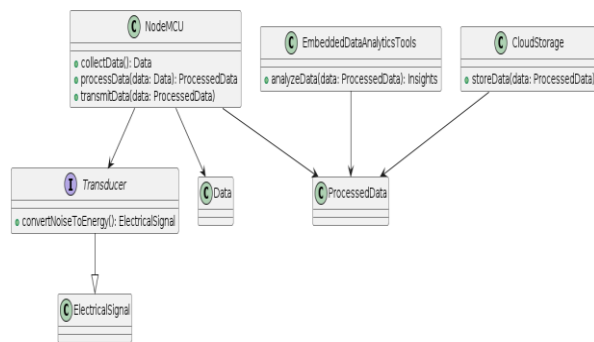 C NodeMCU
collectData(): Data
processData(data: Data): ProcessedData
transmitData(data: ProcessedData)
C EmbeddedDataAnalyticsTools
analyzeData(data: ProcessedData): Insights
C CloudStorage
storeData(data: ProcessedData)
I Transducer
convertNoiseToEnergy(): ElectricalSignal
C Data
C ProcessedData
C ElectricalSignal